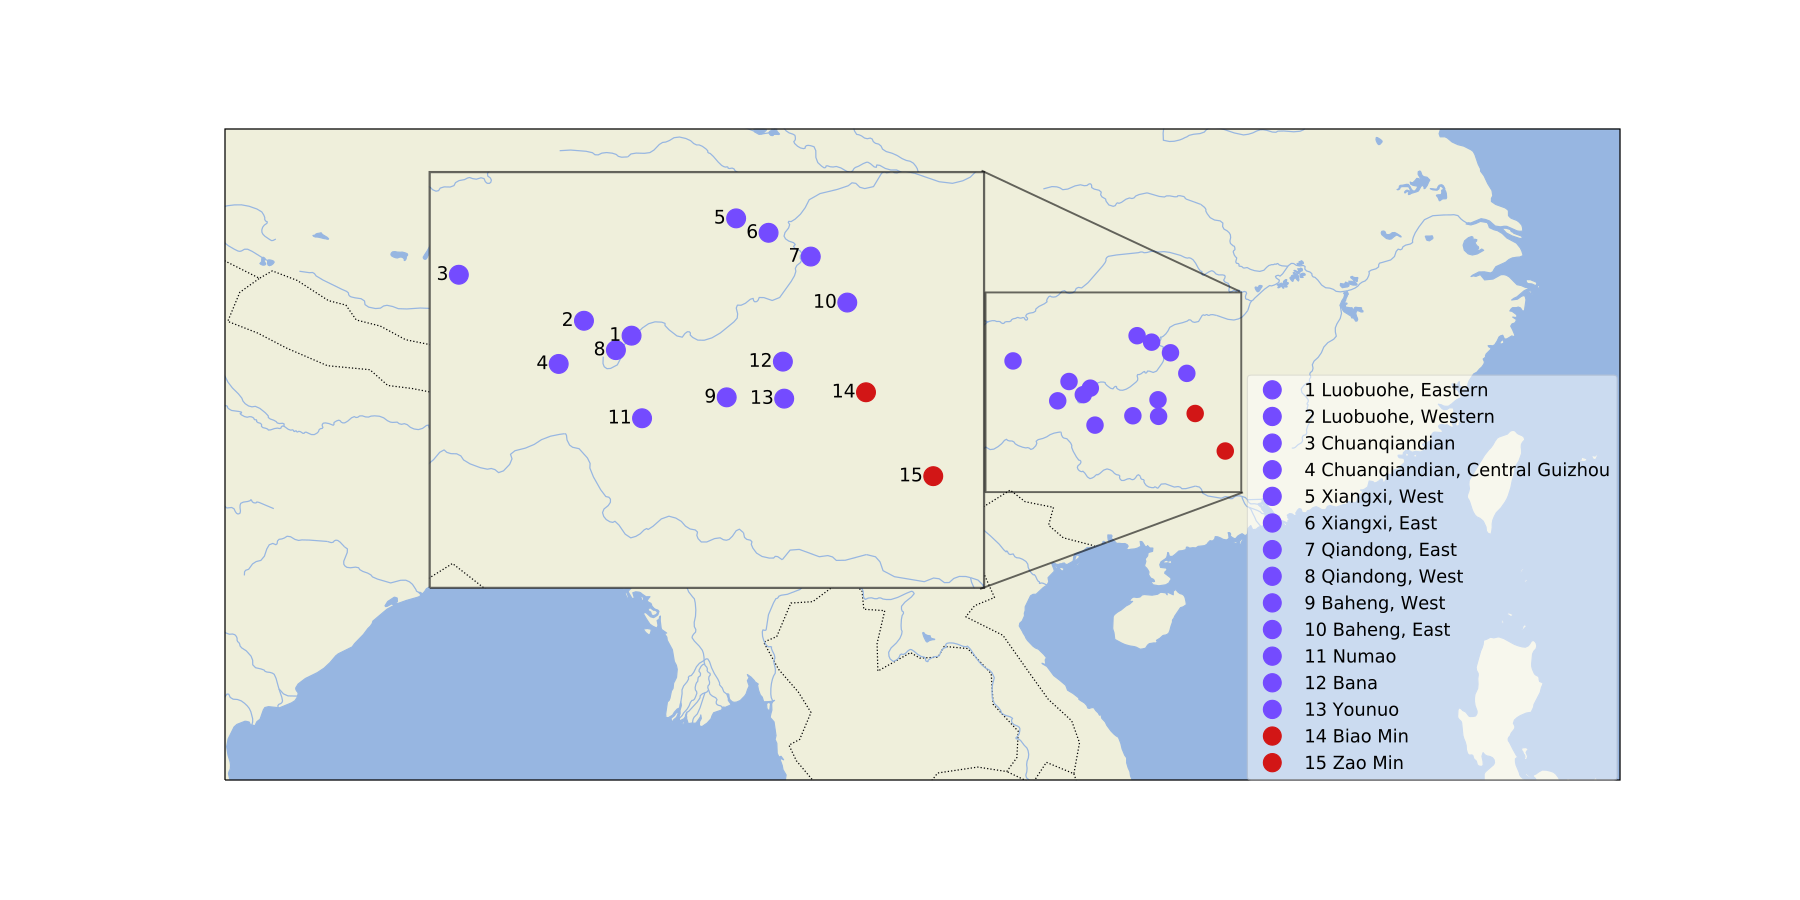 5
6
7
3
10
2
1
8
4
12
14
9
13
11
15
1 Luobuohe, Eastern
2 Luobuohe, Western
3 Chuanqiandian
4 Chuanqiandian, Central Guizhou
5 Xiangxi, West
6 Xiangxi, East
7 Qiandong, East
8 Qiandong, West
9 Baheng, West
10 Baheng, East
11 Numao
12 Bana
13 Younuo
14 Biao Min
15 Zao Min